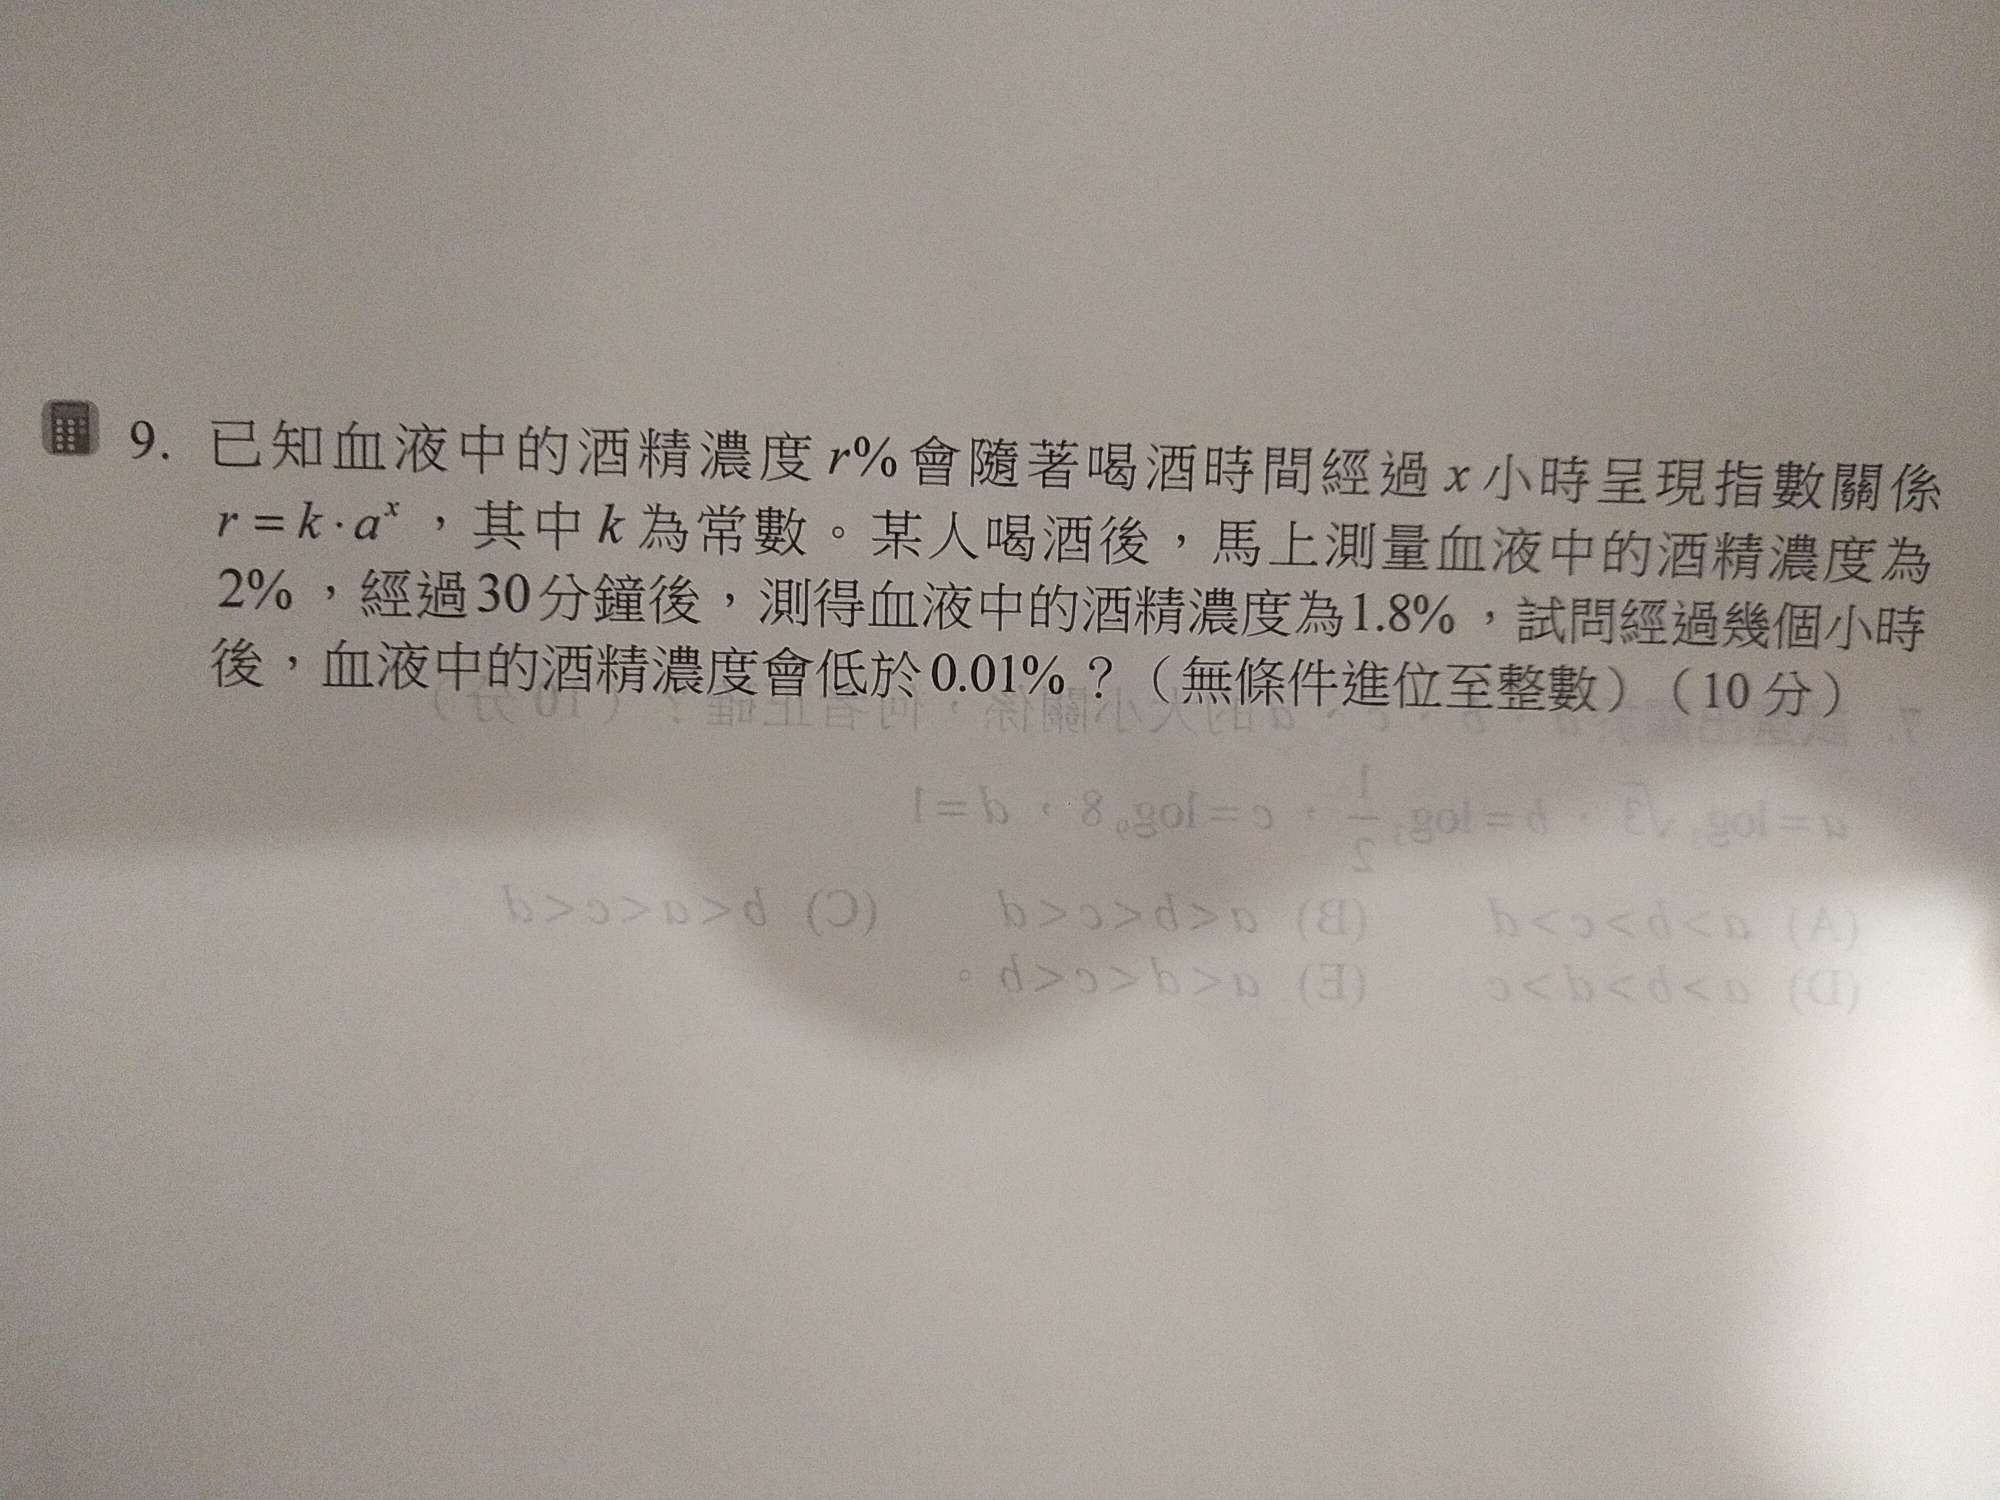 9. 已知血液中的酒精濃度 r% 會隨著喝酒時間經過 x 小時呈現指數關係
r = k · aˣ ，其中 k 為常數。某人喝酒後，馬上測量血液中的酒精濃度為
2% ，經過30分鐘後，測得血液中的酒精濃度為1.8% ，試問經過幾個小時
後，血液中的酒精濃度會低於0.01% ？（無條件進位至整數）（10 分）
(A) a>b>c>d (B) a<b<c<d (C) b<a<c<d
(D) a>b>d>c (E) a<d<c<b 。